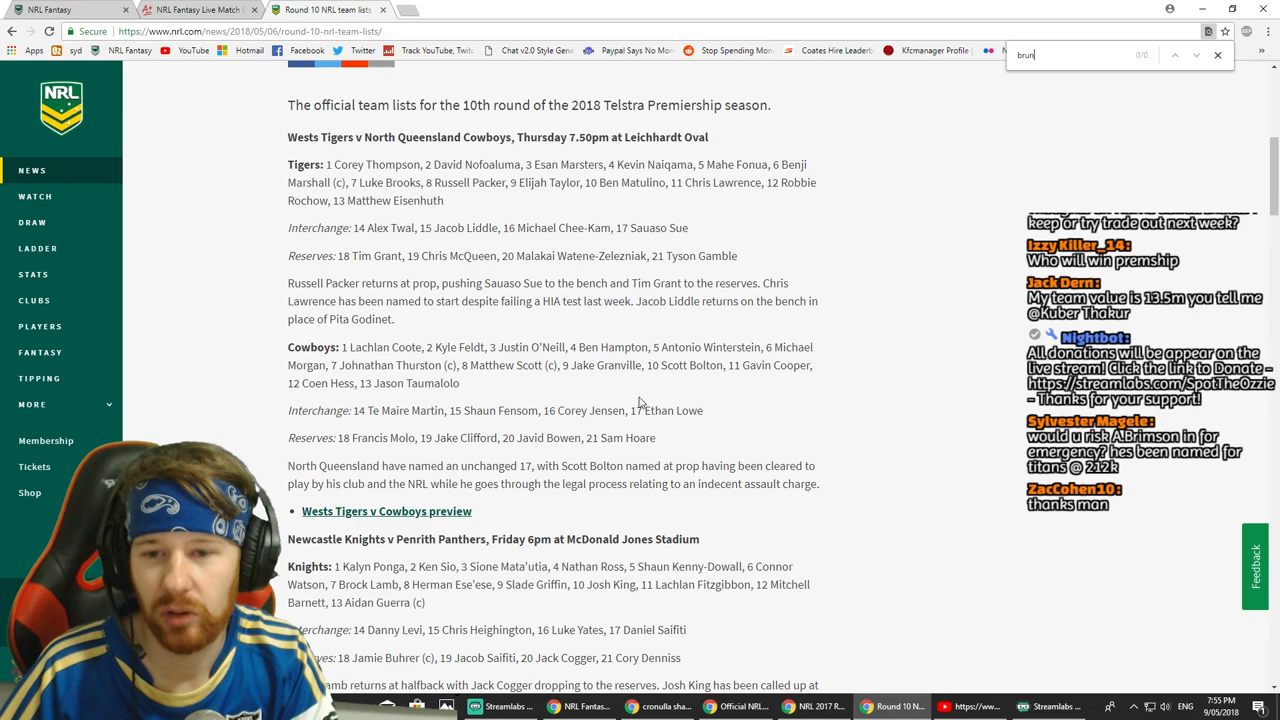 NRL Fantasy
NRL Fantasy Live Match C
Round 10 NRL team lists
Secure
https://www.nrl.com/news/2018/05/06/round-10-nrl-team-lists/
Apps
syd
NRL Fantasy
YouTube
Hotmail
Facebook
Twitter
Track YouTube, Twitt
Chat v2.0 Style Gene
Paypal Says No More
Stop Spending Mone
Coates Hire Leaderb
Kfirmanager Profile
NRL
brun
0/0
NRL
NEWS
WATCH
DRAW
LADDER
STATS
CLUBS
PLAYERS
FANTASY
TIPPING
MORE
Membership
Tickets
Shop
The official team lists for the 10th round of the 2018 Telstra Premiership season.
Wests Tigers v North Queensland Cowboys, Thursday 7.50pm at Leichhardt Oval
Tigers: 1 Corey Thompson, 2 David Nofoaluma, 3 Esan Marsters, 4 Kevin Naiqama, 5 Mahe Fonua, 6 Benji
Marshall (c), 7 Luke Brooks, 8 Russell Packer, 9 Elijah Taylor, 10 Ben Matulino, 11 Chris Lawrence, 12 Robbie
Rochow, 13 Matthew Eisenhuth
Interchange: 14 Alex Twal, 15 Jacob Liddle, 16 Michael Chee-Kam, 17 Sauaso Sue
Reserves: 18 Tim Grant, 19 Chris McQueen, 20 Malakai Watene-Zelezniak, 21 Tyson Gamble
Russell Packer returns at prop, pushing Sauaso Sue to the bench and Tim Grant to the reserves. Chris
Lawrence has been named to start despite failing a HIA test last week. Jacob Liddle returns on the bench in
place of Pita Godinet.
Cowboys: 1 Lachlan Coote, 2 Kyle Feldt, 3 Justin O'Neill, 4 Ben Hampton, 5 Antonio Winterstein, 6 Michael
Morgan, 7 Johnathan Thurston (c), 8 Matthew Scott (c), 9 Jake Granville, 10 Scott Bolton, 11 Gavin Cooper,
12 Coen Hess, 13 Jason Taumalolo
Interchange: 14 Te Maire Martin, 15 Shaun Fensom, 16 Corey Jensen, 17 Ethan Lowe
Reserves: 18 Francis Molo, 19 Jake Clifford, 20 Javid Bowen, 21 Sam Hoare
North Queensland have named an unchanged 17, with Scott Bolton named at prop having been cleared to
play by his club and the NRL while he goes through the legal process relating to an indecent assault charge.
• Wests Tigers v Cowboys preview
Newcastle Knights v Penrith Panthers, Friday 6pm at McDonald Jones Stadium
Knights: 1 Kalyn Ponga, 2 Ken Sio, 3 Sione Mata'utia, 4 Nathan Ross, 5 Shaun Kenny-Dowall, 6 Connor
Watson, 7 Brock Lamb, 8 Herman Ese'ese, 9 Slade Griffin, 10 Josh King, 11 Lachlan Fitzgibbon, 12 Mitchell
Barnett, 13 Aidan Guerra (c)
terchange: 14 Danny Levi, 15 Chris Heighington, 16 Luke Yates, 17 Daniel Saifiti
rves: 18 Jamie Buhrer (c), 19 Jacob Saifiti, 20 Jack Cogger, 21 Cory Denniss
amb returns at halfback with Jack Cogger dropping to the reserves. Josh King has been called up at
keep or try trade out next week?
Izzy Killer_14:
Who will win premship
Jack Dern:
My team value is 13.5m you tell me
@Kuber Thakur
Nightbot:
All donations will be appear on the
live stream! Click the link to Donate -
https://streamlabs.com/SpotTheOzzie
- Thanks for your support!
Sylvester Magele:
would u risk A.Brimson in for
emergency? hes been named for
titans @ 212k
ZacCohen10:
thanks man
Feedback
Streamlabs ...
NRL Fantas...
cronulla sha...
Official NRL...
NRL 2017 R...
Round 10 N...
https://ww...
Streamlabs ...
7:55 PM
9/05/2018